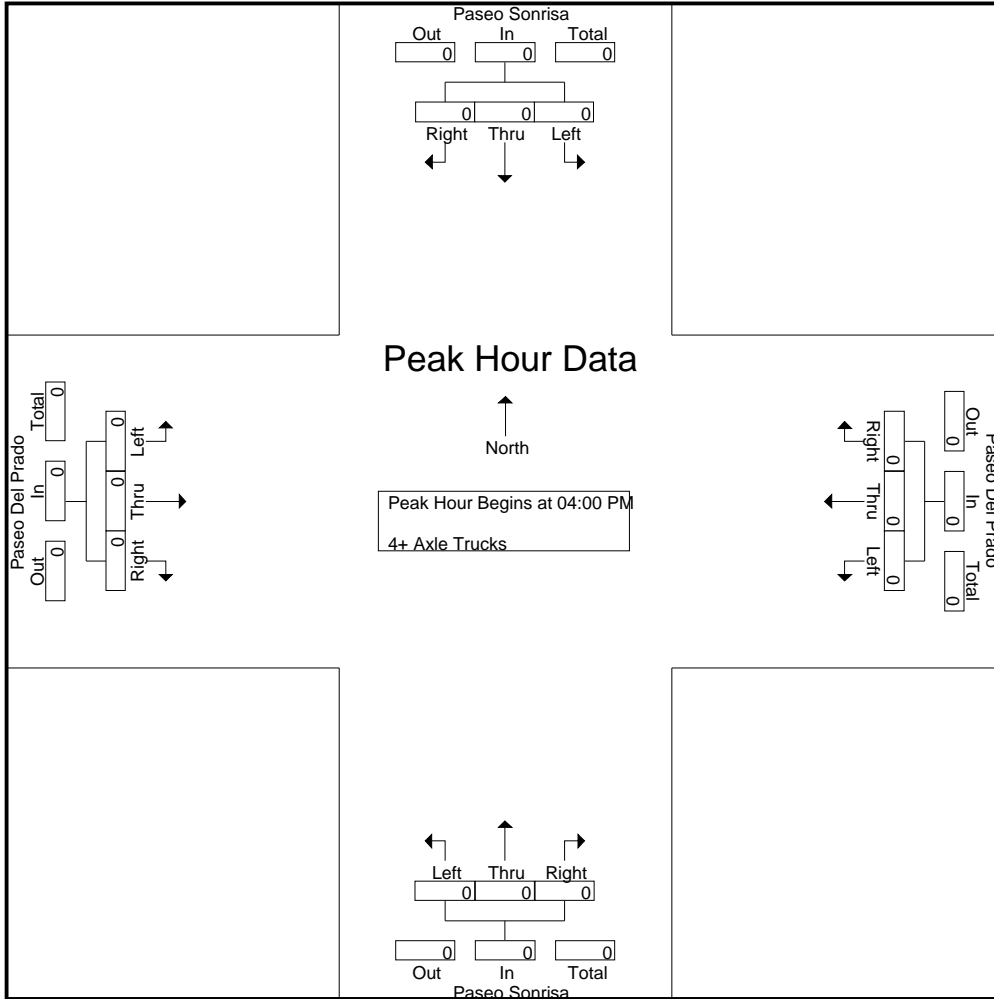 Paseo Sonrisa
Out In Total
0 0 0
0 0 0
Right Thru Left
Peak Hour Data
North
Peak Hour Begins at 04:00 PM
4+ Axle Trucks
Paseo Del Prado
Total In Out
0 0 0
0 0 0
Left Thru Right
Paseo Del Prado
Out In Total
0 0 0
0 0 0
Right Thru Left
Left Thru Right
0 0 0
0 0 0
Out In Total
Paseo Sonrisa